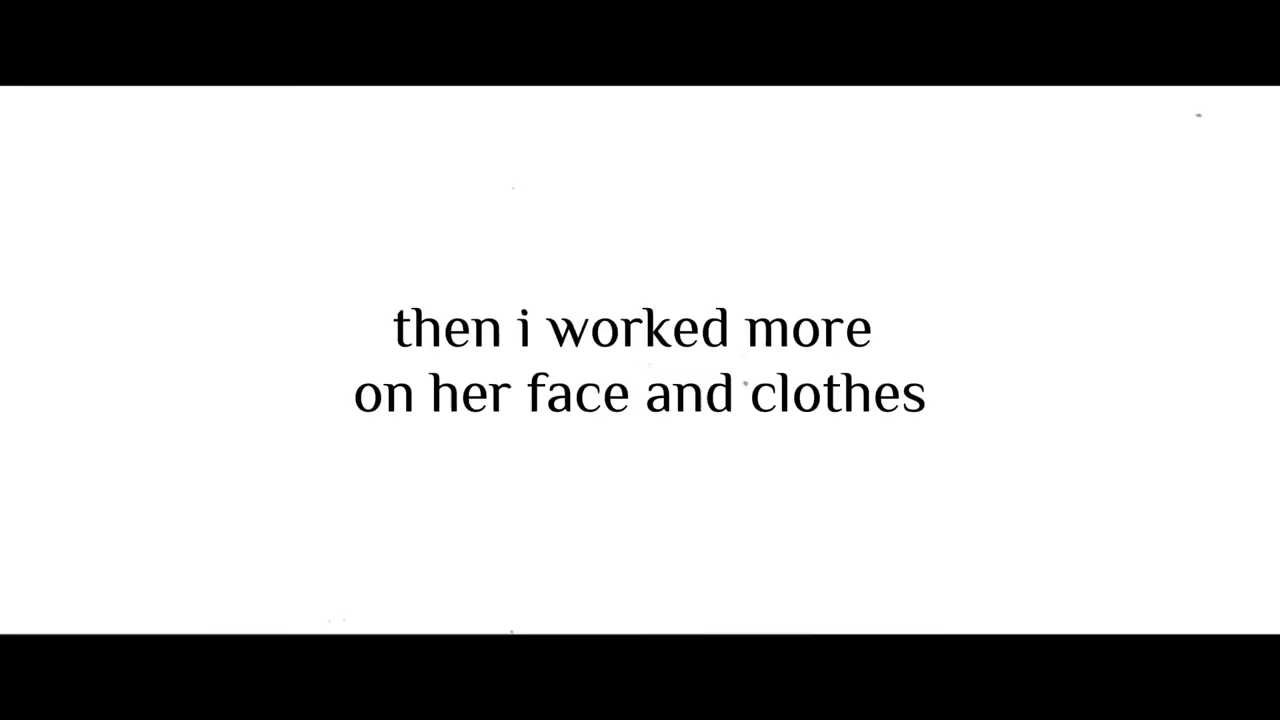 then i worked more
on her face and clothes